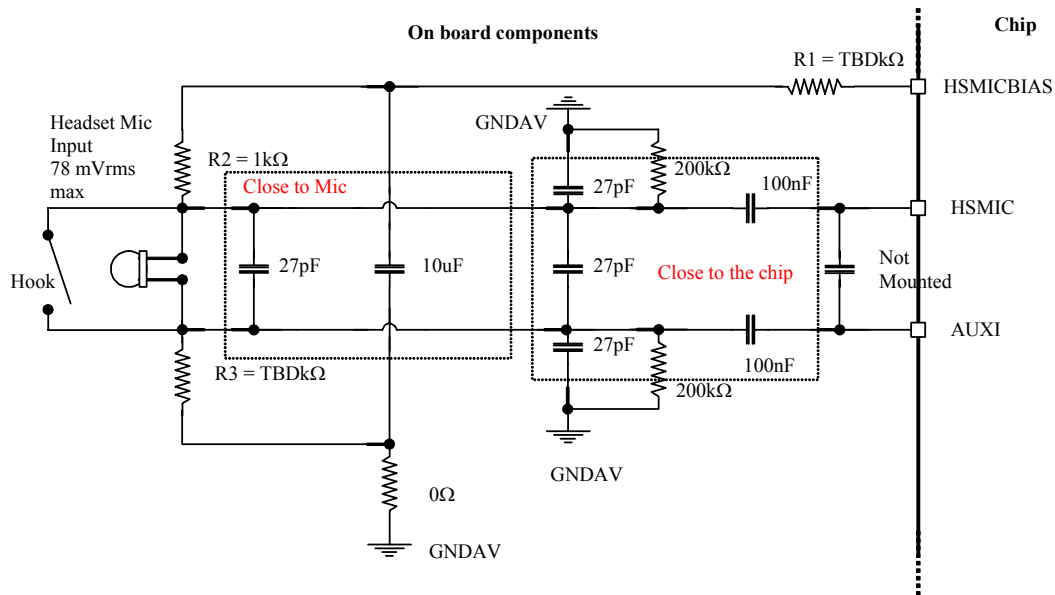 On board components
Chip
R1 = TBDkΩ
HSMICBIAS
GNDAV
Headset Mic
Input
78 mVrms
max
R2 = 1kΩ
200kΩ
Close to Mic
27pF
100nF
HSMIC
Hook
27pF
10uF
27pF
Close to the chip
Not
Mounted
AUXI
27pF
R3 = TBDkΩ
100nF
200kΩ
GNDAV
0Ω
GNDAV